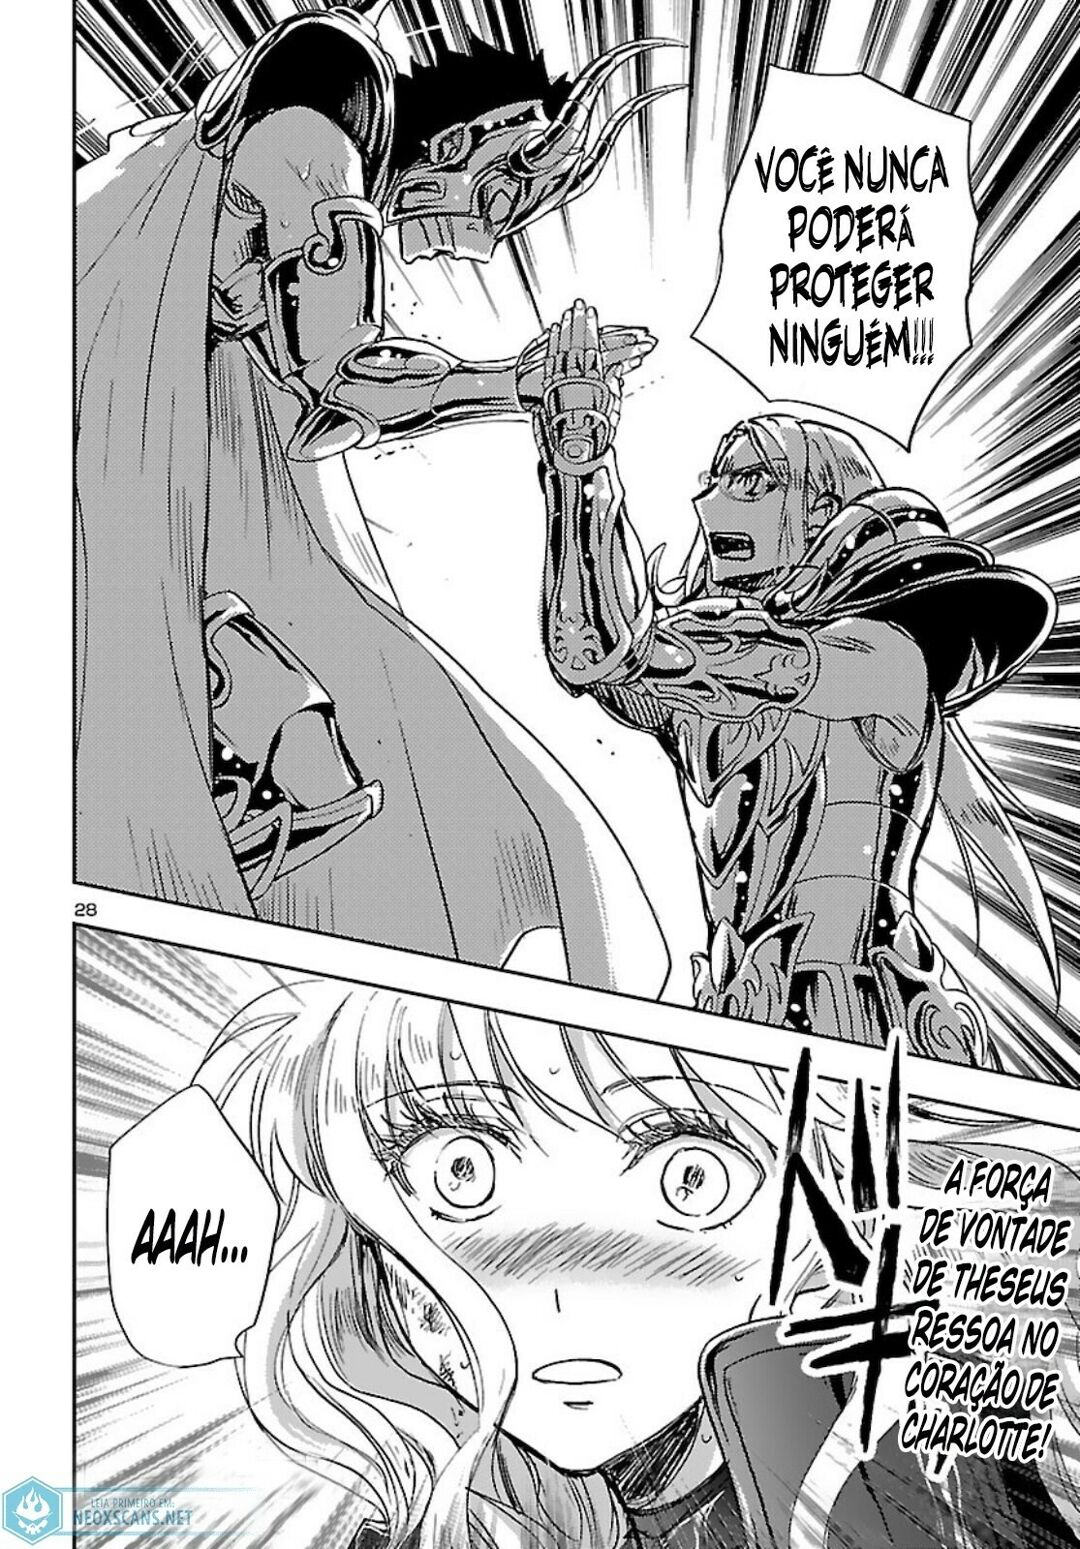 VOCÊ NUNCA
PODERÁ
PROTEGER
NINGUÉM!!!
28
A FORÇA
DE VONTADE
DE THESEUS
RESSOA NO
CORAÇÃO DE
CHARLOTTE!
AAAH...
LEIA PRIMEIRO EM:
NEOXSCANS.NET